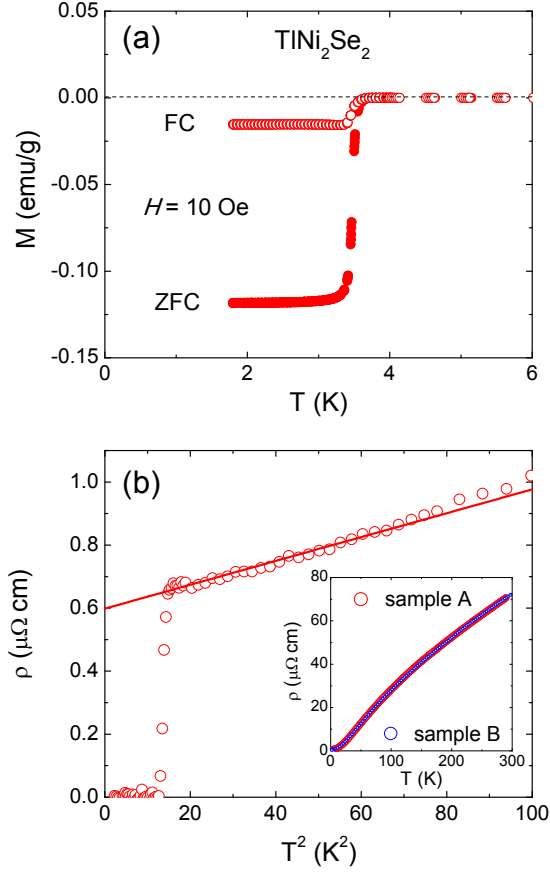 (a)
TlNi₂Se₂
0.00
FC
-0.05
M (emu/g)
H = 10 Oe
-0.10
ZFC
-0.15
0 2 3 4 5 6
T (K)
(b)
1.0
0.8
0.6
ρ (μΩ cm)
0.4
0.2
0.0
0 20 40 60 80 100
T² (K²)
80
60
40
20
0
ρ (μΩ cm)
sample A
sample B
0 100 200 300
T (K)